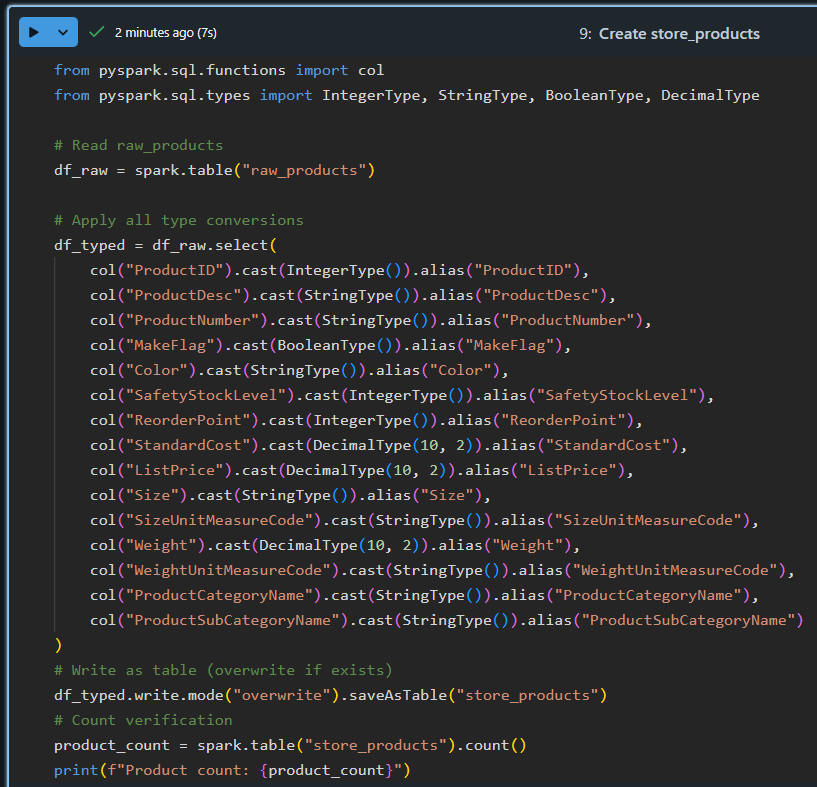 2 minutes ago (7s)
9: Create store_products
from pyspark.sql.functions import col
from pyspark.sql.types import IntegerType, StringType, BooleanType, DecimalType

# Read raw_products
df_raw = spark.table("raw_products")

# Apply all type conversions
df_typed = df_raw.select(
    col("ProductID").cast(IntegerType()).alias("ProductID"),
    col("ProductDesc").cast(StringType()).alias("ProductDesc"),
    col("ProductNumber").cast(StringType()).alias("ProductNumber"),
    col("MakeFlag").cast(BooleanType()).alias("MakeFlag"),
    col("Color").cast(StringType()).alias("Color"),
    col("SafetyStockLevel").cast(IntegerType()).alias("SafetyStockLevel"),
    col("ReorderPoint").cast(IntegerType()).alias("ReorderPoint"),
    col("StandardCost").cast(DecimalType(10, 2)).alias("StandardCost"),
    col("ListPrice").cast(DecimalType(10, 2)).alias("ListPrice"),
    col("Size").cast(StringType()).alias("Size"),
    col("SizeUnitMeasureCode").cast(StringType()).alias("SizeUnitMeasureCode"),
    col("Weight").cast(DecimalType(10, 2)).alias("Weight"),
    col("WeightUnitMeasureCode").cast(StringType()).alias("WeightUnitMeasureCode"),
    col("ProductCategoryName").cast(StringType()).alias("ProductCategoryName"),
    col("ProductSubCategoryName").cast(StringType()).alias("ProductSubCategoryName")
)
# Write as table (overwrite if exists)
df_typed.write.mode("overwrite").saveAsTable("store_products")
# Count verification
product_count = spark.table("store_products").count()
print(f"Product count: {product_count}")